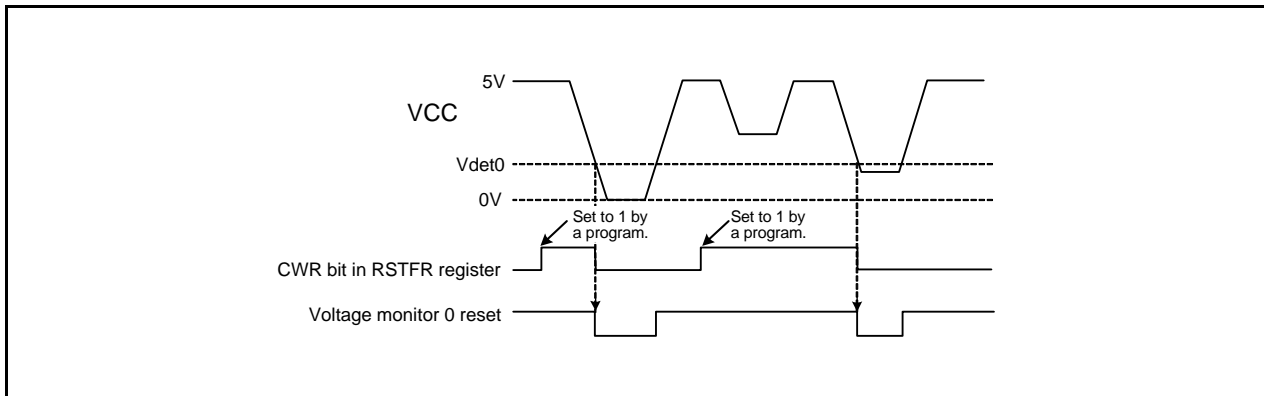 5V
VCC
Vdet0
0V
Set to 1 by
a program.
Set to 1 by
a program.
CWR bit in RSTFR register
Voltage monitor 0 reset